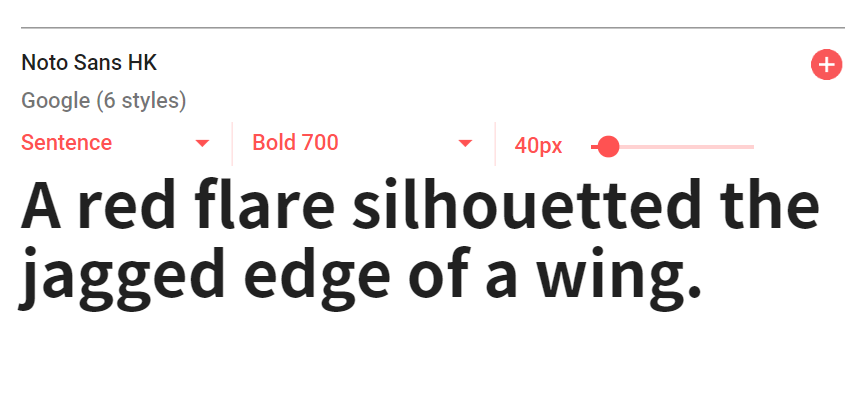 Noto Sans HK
Google (6 styles)
Sentence Bold 700 40px
A red flare silhouetted the
jagged edge of a wing.